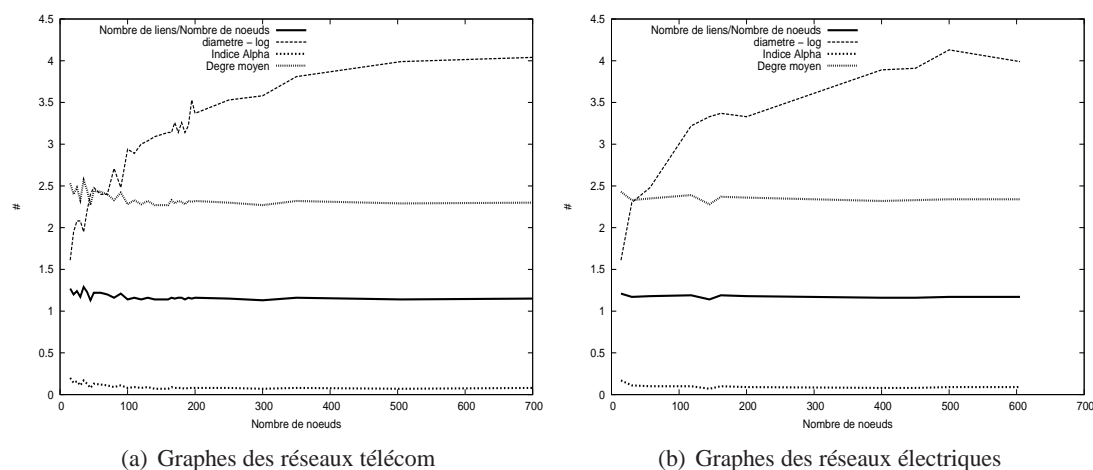 4.5
4
3.5
3
2.5
2
1.5
1
0.5
0
#
Nombre de liens/Nombre de noeuds
diametre - log
Indice Alpha
Degre moyen
0 100 200 300 400 500 600 700
Nombre de noeuds
(a) Graphes des réseaux télécom
4.5
4
3.5
3
2.5
2
1.5
1
0.5
0
#
Nombre de liens/Nombre de noeuds
diametre - log
Indice Alpha
Degre moyen
0 100 200 300 400 500 600 700
Nombre de noeuds
(b) Graphes des réseaux électriques